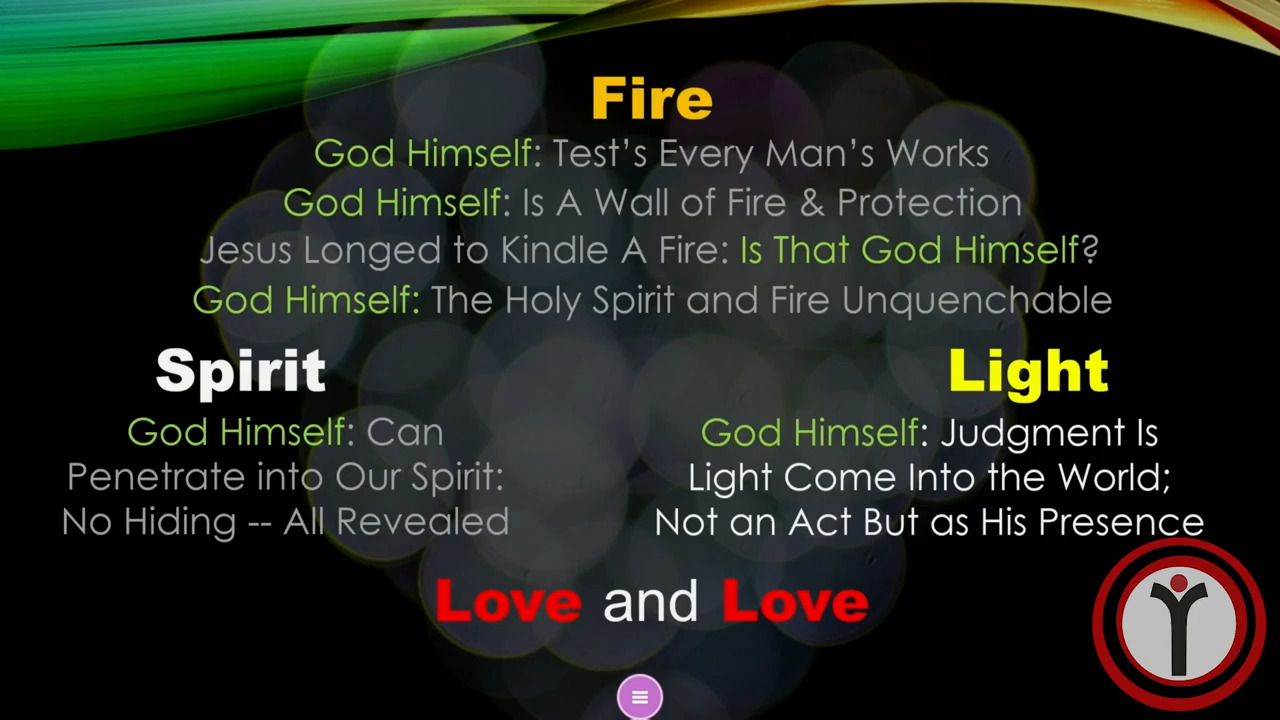 Fire
God Himself: Test's Every Man's Works
God Himself: Is A Wall of Fire & Protection
Jesus Longed to Kindle A Fire: Is That God Himself?
God Himself: The Holy Spirit and Fire Unquenchable
Spirit
God Himself: Can
Penetrate into Our Spirit:
No Hiding -- All Revealed
Light
God Himself: Judgment Is
Light Come Into the World;
Not an Act But as His Presence
Love and Love